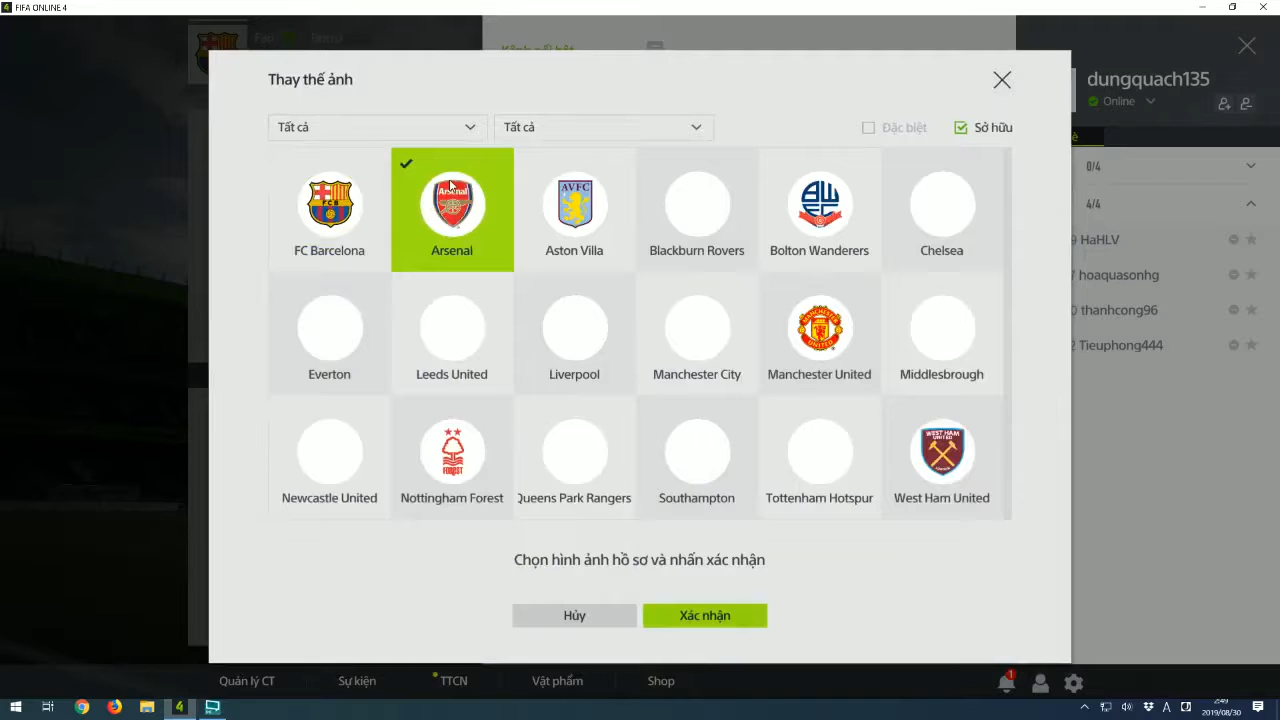 FIFA ONLINE 4
Thay thế ảnh
dungquach135
Online
Tất cả
Tất cả
Đặc biệt
Sở hữu
0/4
4/4
FC Barcelona
Arsenal
Aston Villa
Blackburn Rovers
Bolton Wanderers
Chelsea
HaHLV
hoaquasonhg
thanhcong96
Tieuphong444
Everton
Leeds United
Liverpool
Manchester City
Manchester United
Middlesbrough
Newcastle United
Nottingham Forest
Queens Park Rangers
Southampton
Tottenham Hotspur
West Ham United
Chọn hình ảnh hồ sơ và nhấn xác nhận
Hủy
Xác nhận
Quản lý CT
Sự kiện
TTCN
Vật phẩm
Shop
1
2019/08/30